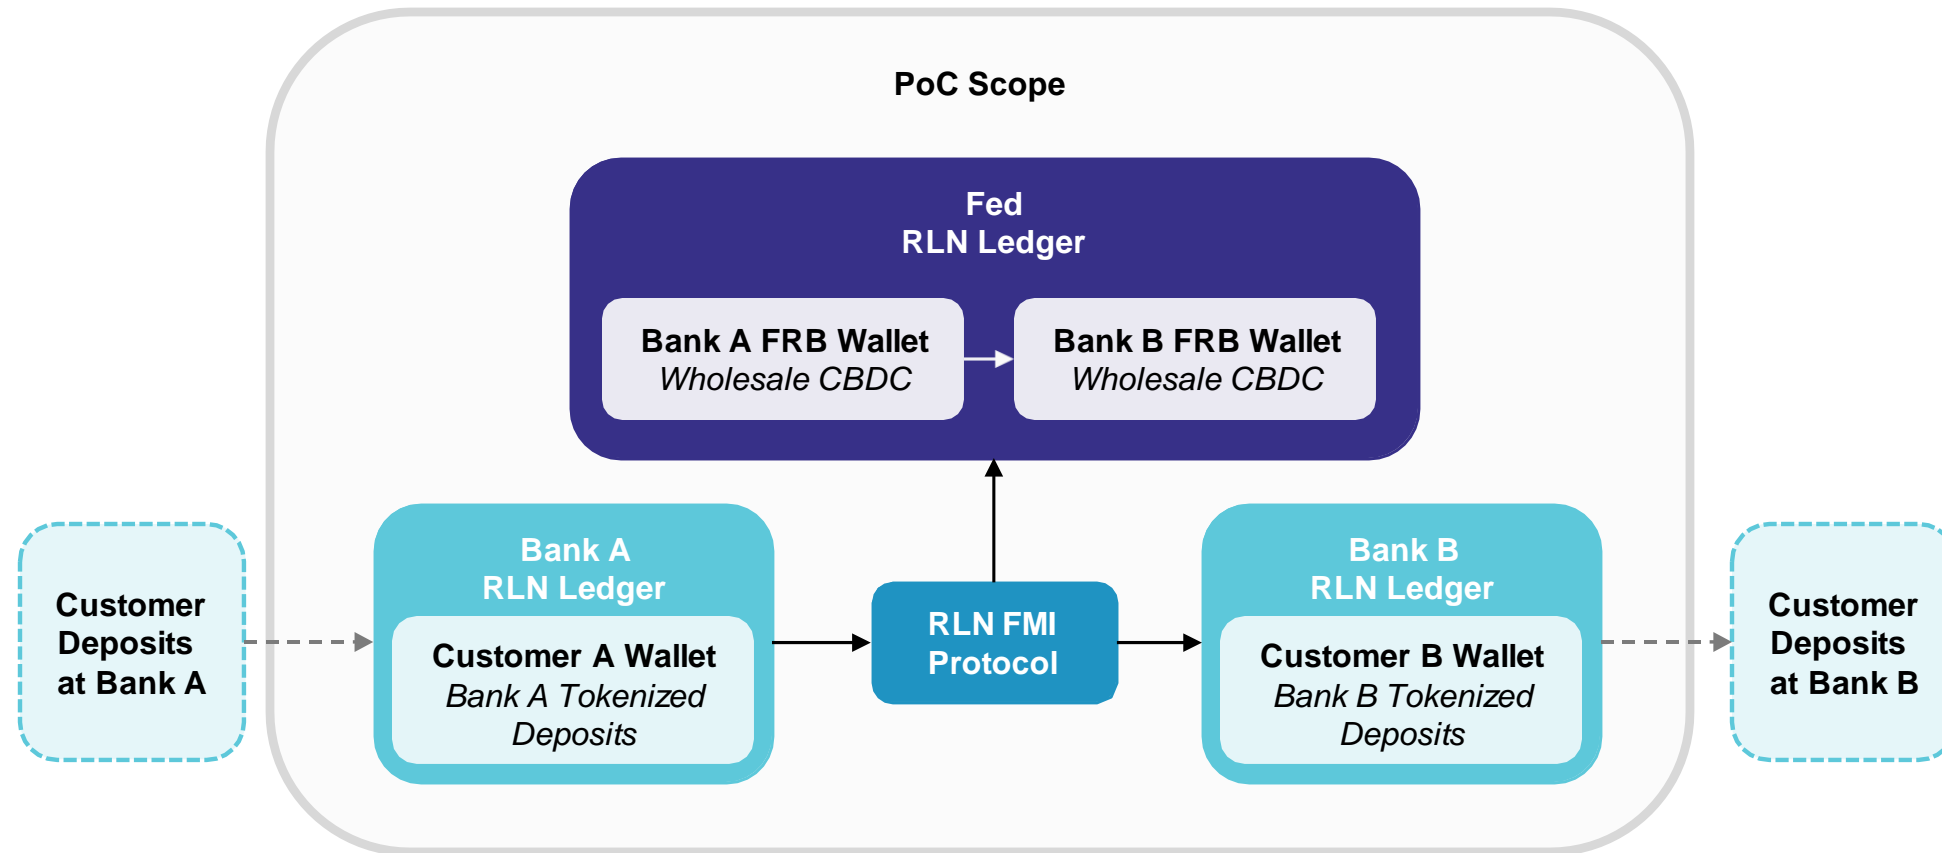 PoC Scope
Fed
RLN Ledger
Bank A FRB Wallet
Wholesale CBDC
Bank B FRB Wallet
Wholesale CBDC
Customer
Deposits
at Bank A
Bank A
RLN Ledger
Customer A Wallet
Bank A Tokenized
Deposits
RLN FMI
Protocol
Bank B
RLN Ledger
Customer B Wallet
Bank B Tokenized
Deposits
Customer
Deposits
at Bank B